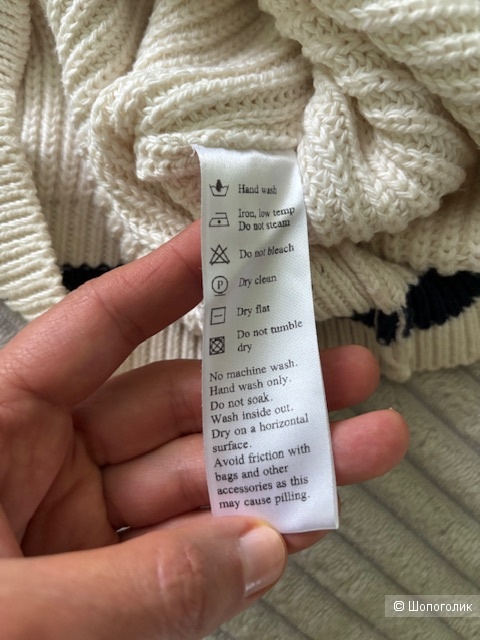 Hand wash
Iron, low temp
Do not steam
Do not bleach
P
Dry clean
Dry flat
Do not tumble
dry
No machine wash.
Hand wash only.
Do not soak.
Wash inside out.
Dry on a horizontal
surface.
Avoid friction with
bags and other
accessories as this
may cause pilling.
© Шопоголик